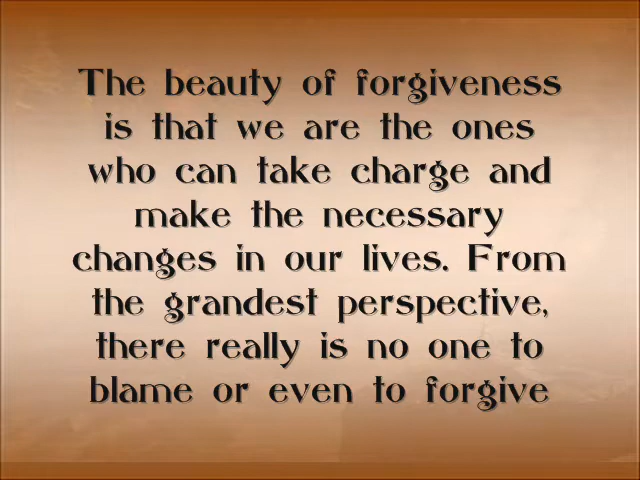 The beauty of forgiveness
is that we are the ones
who can take charge and
make the necessary
changes in our lives. From
the grandest perspective,
there really is no one to
blame or even to forgive